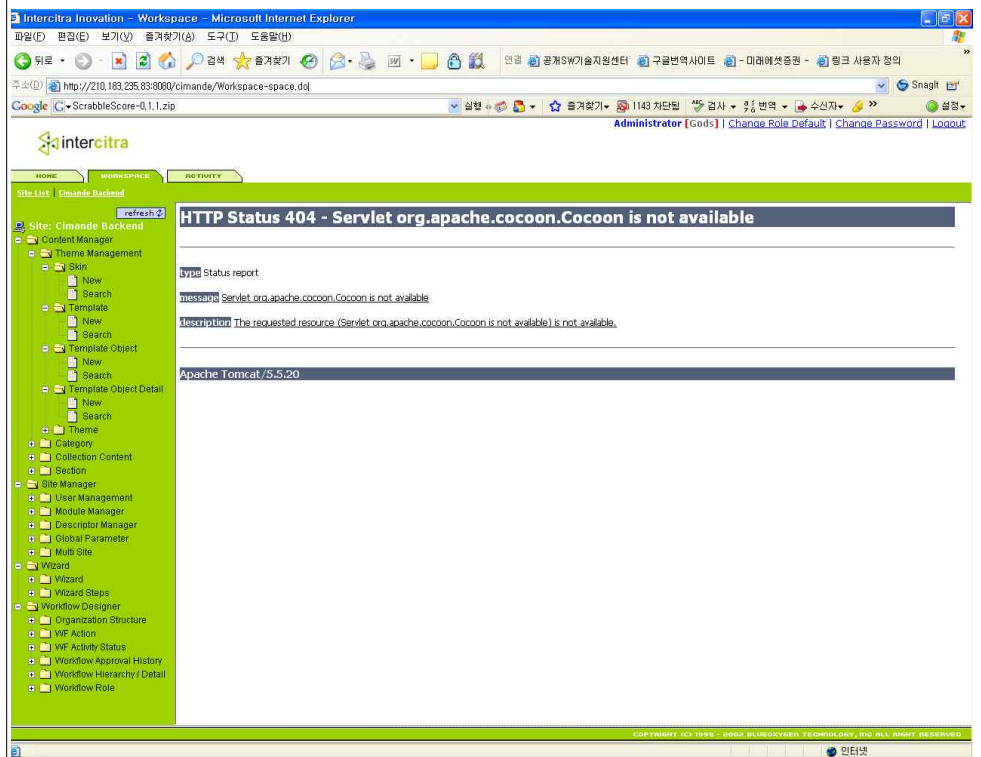 Intercitra Inovation - Workspace - Microsoft Internet Explorer
파일(F) 편집(E) 보기(V) 즐겨찾기(A) 도구(T) 도움말(H)
뒤로 검색 즐겨찾기 연결 공개SW기술지원센터 구글번역사이트 - 미래에셋증권 - 링크 사용자 정의 »
주소(D) http://210,183,235,83:8080/cimande/Workspace-space,do SnagIt
Google G ScrabbleScore-0,1,1,zip 실행 즐겨찾기 1143 차단됨 검사 번역 수신자 » 설정
Administrator [Gods] | Change Role Default | Change Password | Logout
intercitra
HOME WORKSPACE ACTIVITY
Site List | Cimande Backend
refresh
Site: Cimande Backend
Content Manager
Theme Management
Skin
New
Search
Template
New
Search
Template Object
New
Search
Template Object Detail
New
Search
Theme
Category
Collection Content
Section
Site Manager
User Management
Module Manager
Descriptor Manager
Global Parameter
Multi Site
Wizard
Wizard
Wizard Steps
Workflow Designer
Organization Structure
WF Action
WF Activity Status
Workflow Approval History
Workflow Hierarchy / Detail
Workflow Role
HTTP Status 404 - Servlet org.apache.cocoon.Cocoon is not available
type Status report
message Servlet org.apache.cocoon.Cocoon is not available
description The requested resource (Servlet org.apache.cocoon.Cocoon is not available) is not available.
Apache Tomcat/5.5.20
COPYRIGHT (C) 1999 - 2002 BLUEOXYGEN TECHNOLOGY, INC ALL RIGHT RESERVED
인터넷